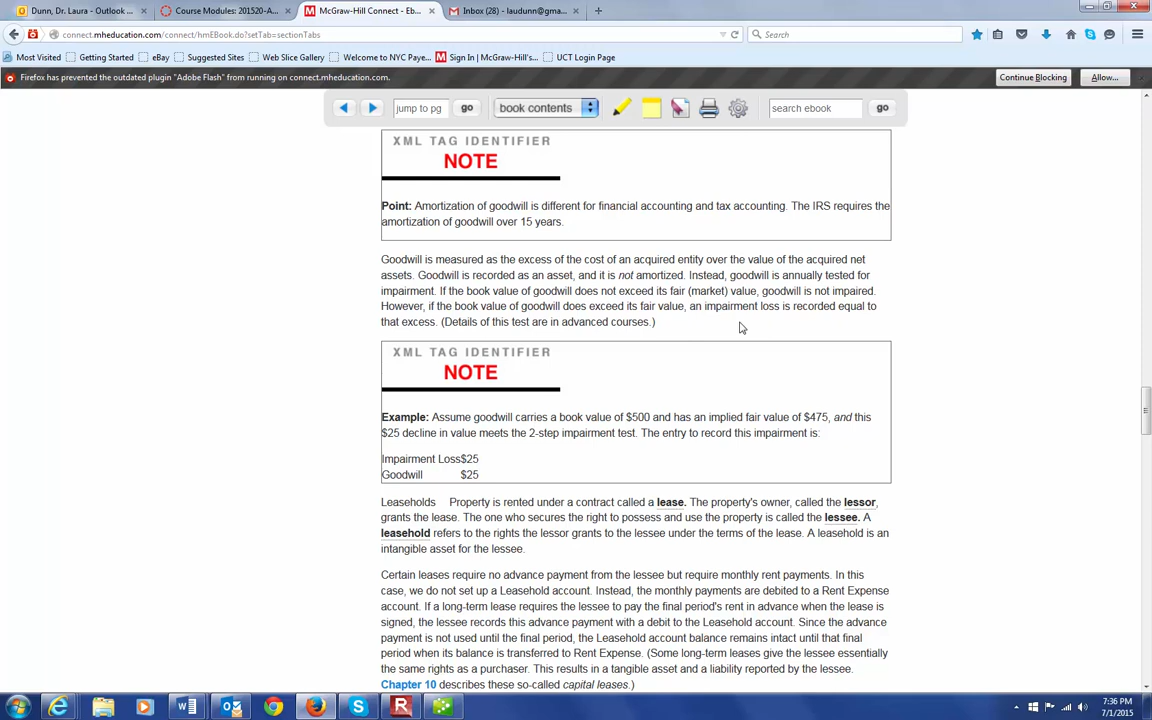 Dunn, Dr. Laura - Outlook ...
Course Modules: 201520-A...
McGraw-Hill Connect - Eb...
Inbox (28) - laudunn@gma...
connect.mheducation.com/connect/hmEBook.do?setTab=sectionTabs
Search
Most Visited
Getting Started
eBay
Suggested Sites
Web Slice Gallery
Welcome to NYC Paye...
Sign In | McGraw-Hill's...
UCT Login Page
Firefox has prevented the outdated plugin "Adobe Flash" from running on connect.mheducation.com.
Continue Blocking
Allow...
jump to pg
go
book contents
search ebook
go
XML TAG IDENTIFIER
NOTE
Point: Amortization of goodwill is different for financial accounting and tax accounting. The IRS requires the
amortization of goodwill over 15 years.
Goodwill is measured as the excess of the cost of an acquired entity over the value of the acquired net
assets. Goodwill is recorded as an asset, and it is not amortized. Instead, goodwill is annually tested for
impairment. If the book value of goodwill does not exceed its fair (market) value, goodwill is not impaired.
However, if the book value of goodwill does exceed its fair value, an impairment loss is recorded equal to
that excess. (Details of this test are in advanced courses.)
XML TAG IDENTIFIER
NOTE
Example: Assume goodwill carries a book value of $500 and has an implied fair value of $475, and this
$25 decline in value meets the 2-step impairment test. The entry to record this impairment is:
Impairment Loss$25
Goodwill $25
Leaseholds Property is rented under a contract called a lease. The property's owner, called the lessor,
grants the lease. The one who secures the right to possess and use the property is called the lessee. A
leasehold refers to the rights the lessor grants to the lessee under the terms of the lease. A leasehold is an
intangible asset for the lessee.
Certain leases require no advance payment from the lessee but require monthly rent payments. In this
case, we do not set up a Leasehold account. Instead, the monthly payments are debited to a Rent Expense
account. If a long-term lease requires the lessee to pay the final period's rent in advance when the lease is
signed, the lessee records this advance payment with a debit to the Leasehold account. Since the advance
payment is not used until the final period, the Leasehold account balance remains intact until that final
period when its balance is transferred to Rent Expense. (Some long-term leases give the lessee essentially
the same rights as a purchaser. This results in a tangible asset and a liability reported by the lessee.
Chapter 10 describes these so-called capital leases.)
7:36 PM
7/1/2015